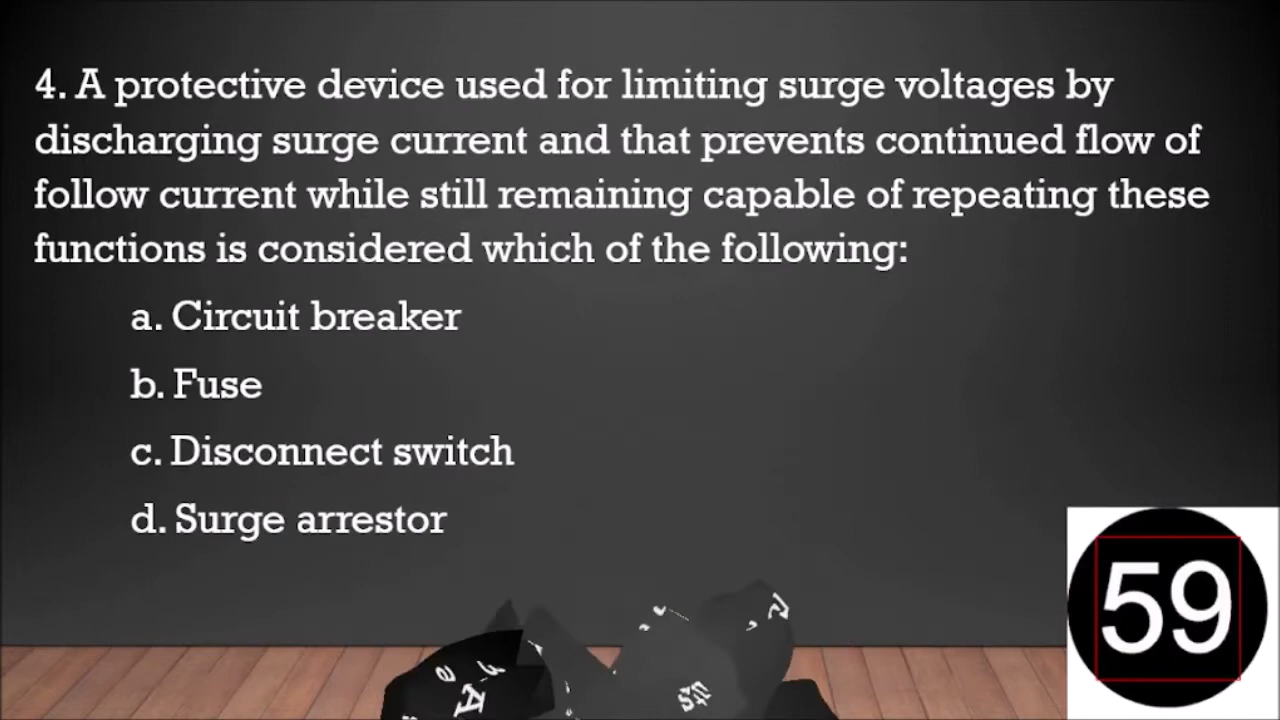 4. A protective device used for limiting surge voltages by
discharging surge current and that prevents continued flow of
follow current while still remaining capable of repeating these
functions is considered which of the following:
a. Circuit breaker
b. Fuse
c. Disconnect switch
d. Surge arrestor
59